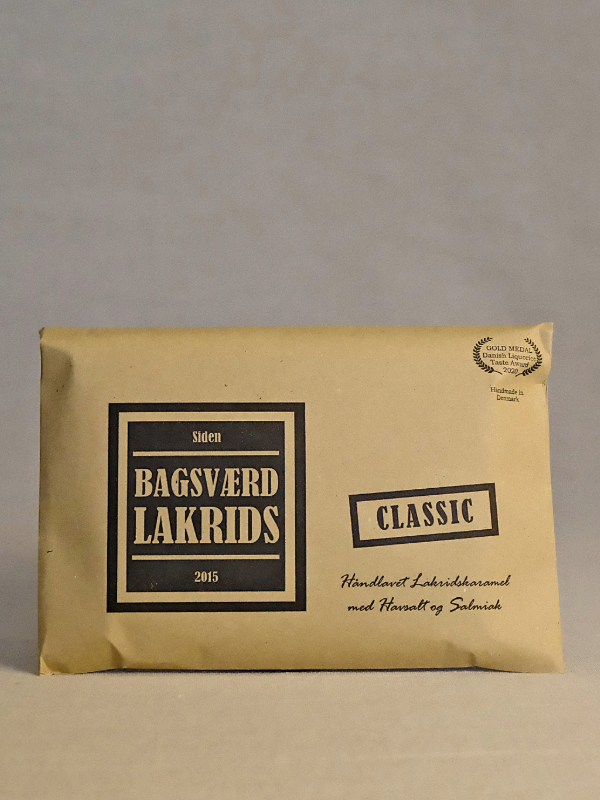 Siden
BAGSVÆRD
LAKRIDS
2015
GOLD MEDAL
Danish Liquorice
Taste Award
2020
Handmade in
Denmark
CLASSIC
Håndlavet Lakridskaramel
med Havsalt og Salmiak